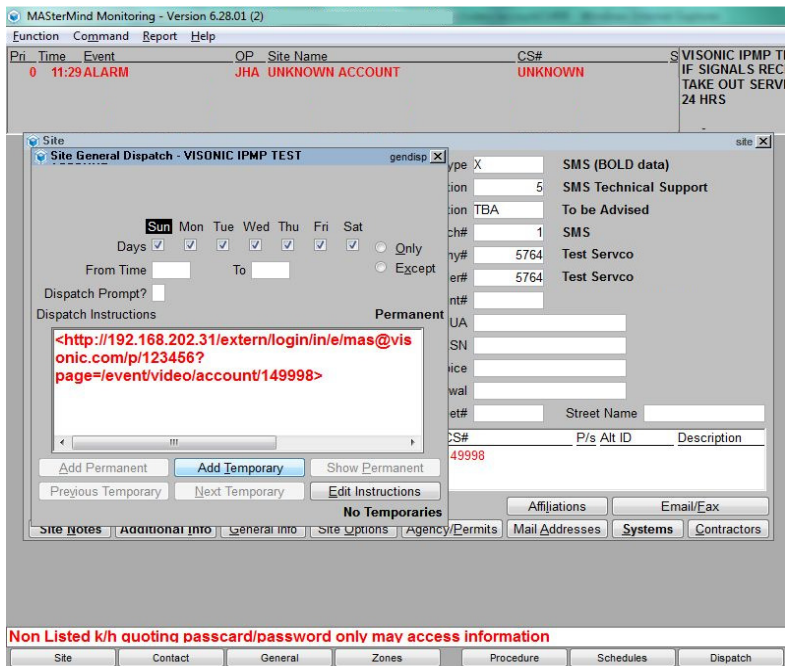 MASterMind Monitoring - Version 6.28.01 (2)
Function Command Report Help
Pri Time Event OP Site Name CS# S
0 11:29 ALARM JHA UNKNOWN ACCOUNT UNKNOWN
VISONIC IPMP
IF SIGNALS REC
TAKE OUT SERV
24 HRS
Site site
Site General Dispatch - VISONIC IPMP TEST gendisp
Sun Mon Tue Wed Thu Fri Sat
Days Only
Except
From Time To
Dispatch Prompt?
Dispatch Instructions Permanent
<http://192.168.202.31/extern/login/in/e/mas@vis
onic.com/p/123456?
page=/event/video/account/149998>
Add Permanent Add Temporary Show Permanent
Previous Temporary Next Temporary Edit Instructions
No Temporaries
ype X SMS (BOLD data)
ion 5 SMS Technical Support
ion TBA To be Advised
ch# 1 SMS
ny# 5764 Test Servco
er# 5764 Test Servco
nt#
UA
SN
oice
wal
et# Street Name
CS# P/s Alt ID Description
49998
Affiliations Email/Fax
Site Notes Additional Info General Info Site Options Agency/Permits Mail Addresses Systems Contractors
Non Listed k/h quoting passcard/password only may access information
Site Contact General Zones Procedure Schedules Dispatch